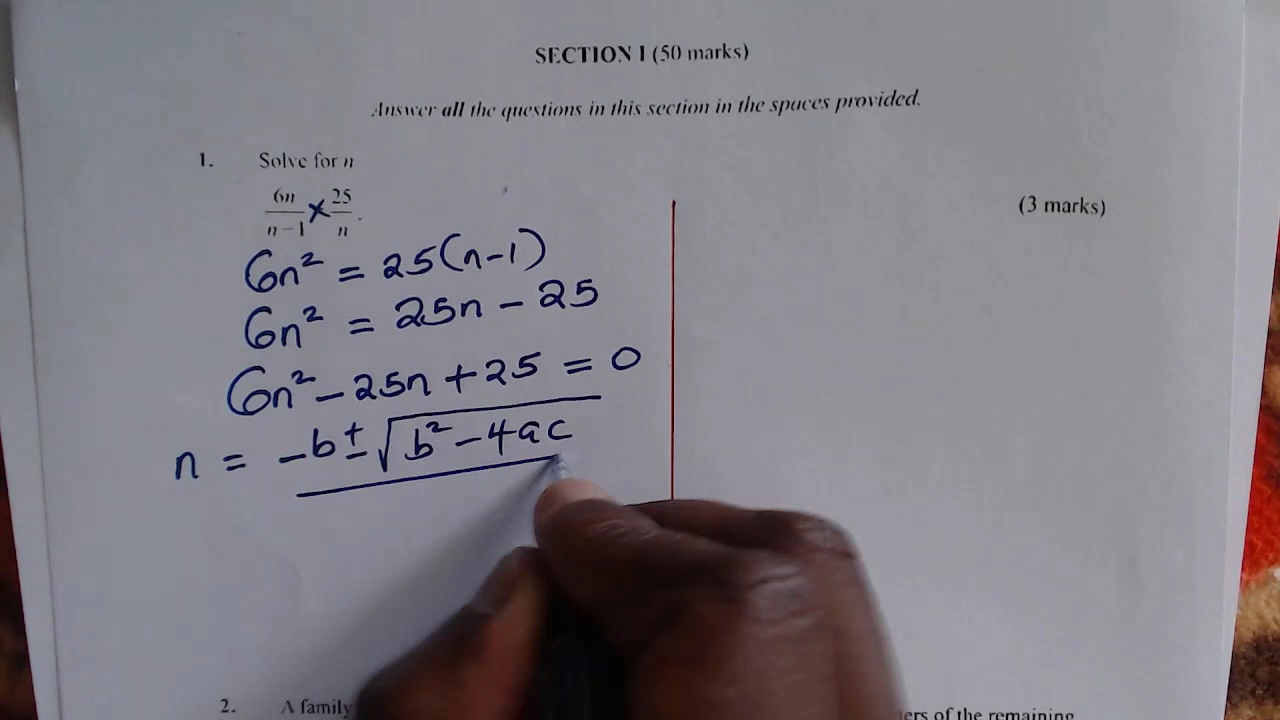 SECTION I (50 marks)
Answer all the questions in this section in the spaces provided.
1. Solve for n
6n/(n – 1) × 25/n. (3 marks)
6n² = 25(n-1)
6n² = 25n - 25
6n² - 25n + 25 = 0
n = -b ± √(b² - 4ac)
2. A family
of the remaining